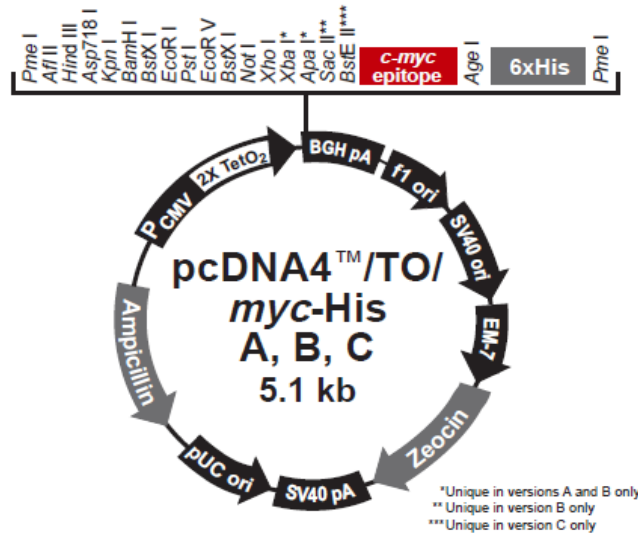 Pme I
Afl II
Hind III
Asp718 I
Kpn I
BamH I
BstX I
EcoR I
Pst I
EcoR V
BstX I
Not I
Xho I
Xba I*
Apa I*
Sac II**
BstE II***
c-myc
epitope
Age I
6xHis
Pme I
PCMV
2X TetO2
BGH pA
f1 ori
SV40 ori
EM-7
Zeocin
SV40 pA
pUC ori
Ampicillin
pcDNA4™/TO/
myc-His
A, B, C
5.1 kb
*Unique in versions A and B only
** Unique in version B only
***Unique in version C only